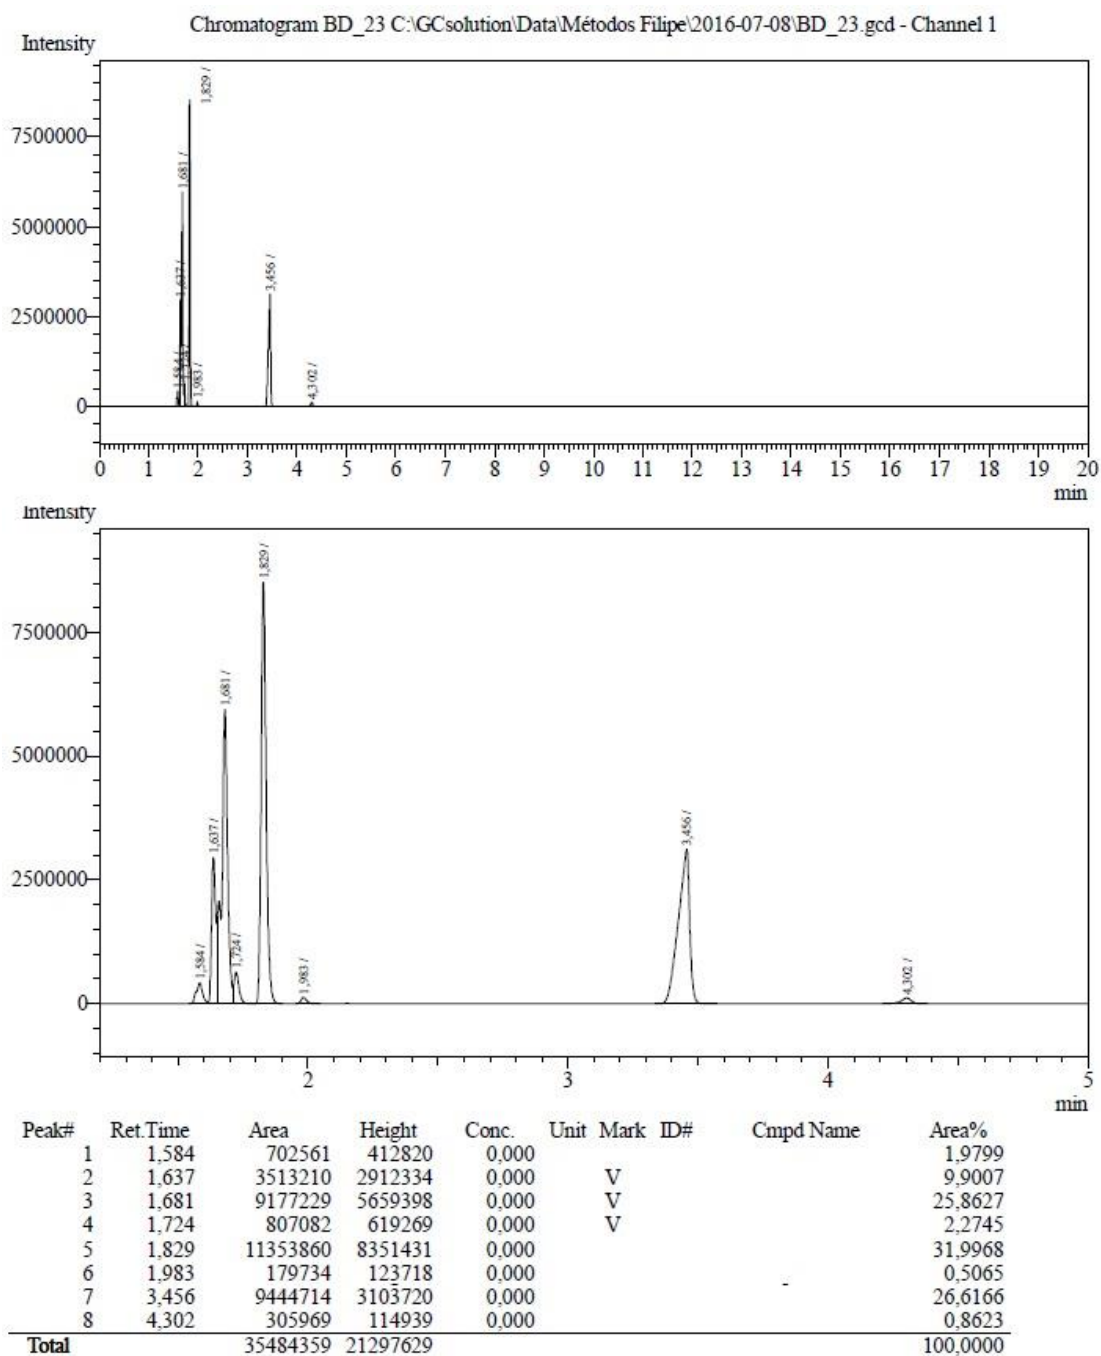 Chromatogram BD_23 C:\GCsolution\Data\Métodos Filipe\2016-07-08\BD_23.gcd - Channel 1
Intensity
7500000
5000000
2500000
0
1,584 /
1,637 /
1,681 /
1,724 /
1,829 /
1,983 /
3,456 /
4,302 /
0 1 2 3 4 5 6 7 8 9 10 11 12 13 14 15 16 17 18 19 20
min
Intensity
7500000
5000000
2500000
0
1,584 /
1,637 /
1,681 /
1,724 /
1,829 /
1,983 /
3,456 /
4,302 /
2 3 4 5
min
Peak# Ret.Time Area Height Conc. Unit Mark ID# Cmpd Name Area%
1 1,584 702561 412820 0,000 1,9799
2 1,637 3513210 2912334 0,000 V 9,9007
3 1,681 9177229 5659398 0,000 V 25,8627
4 1,724 807082 619269 0,000 V 2,2745
5 1,829 11353860 8351431 0,000 31,9968
6 1,983 179734 123718 0,000 - 0,5065
7 3,456 9444714 3103720 0,000 26,6166
8 4,302 305969 114939 0,000 0,8623
Total 35484359 21297629 100,0000